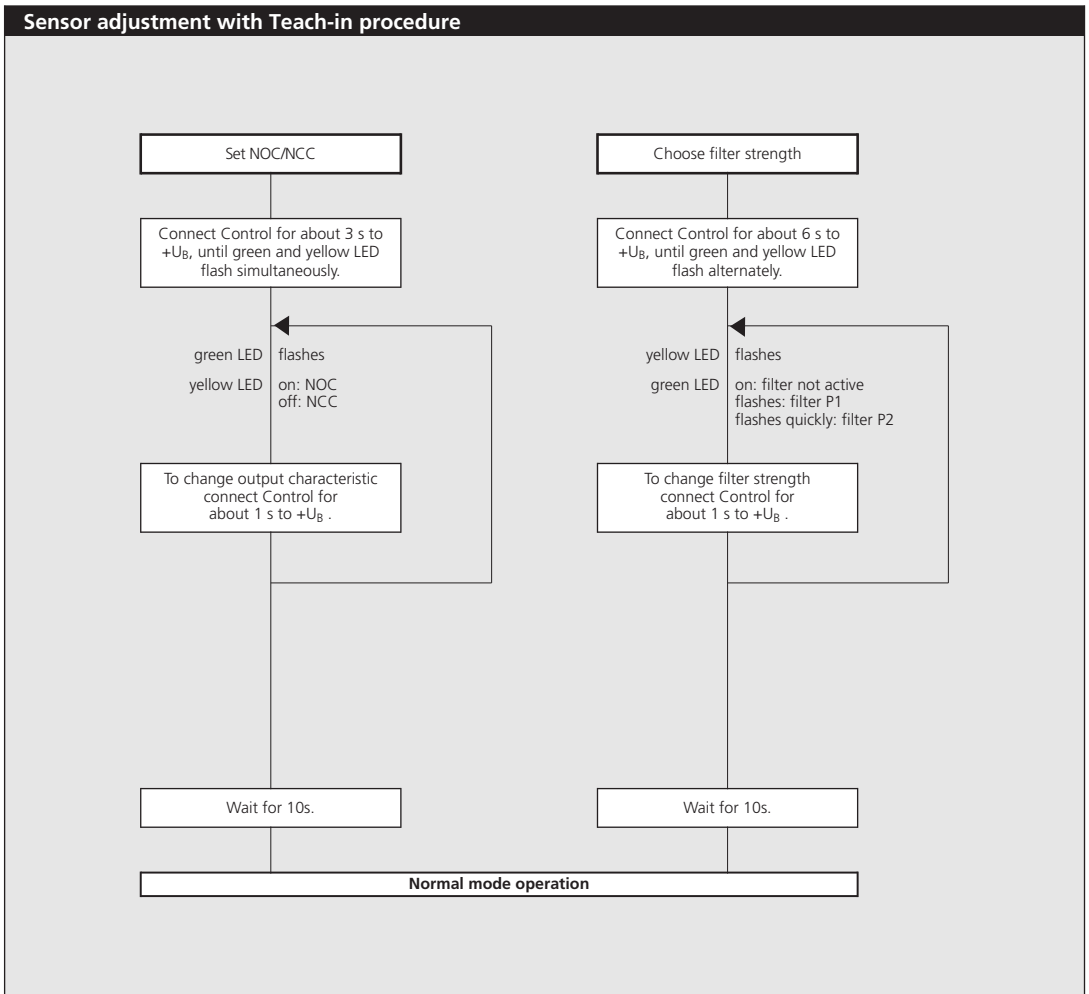 Sensor adjustment with Teach-in procedure
Set NOC/NCC
Connect Control for about 3 s to
+UB, until green and yellow LED
flash simultaneously.
green LED flashes
yellow LED on: NOC
off: NCC
To change output characteristic
connect Control for
about 1 s to +UB .
Wait for 10s.
Choose filter strength
Connect Control for about 6 s to
+UB, until green and yellow LED
flash alternately.
yellow LED flashes
green LED on: filter not active
flashes: filter P1
flashes quickly: filter P2
To change filter strength
connect Control for
about 1 s to +UB .
Wait for 10s.
Normal mode operation